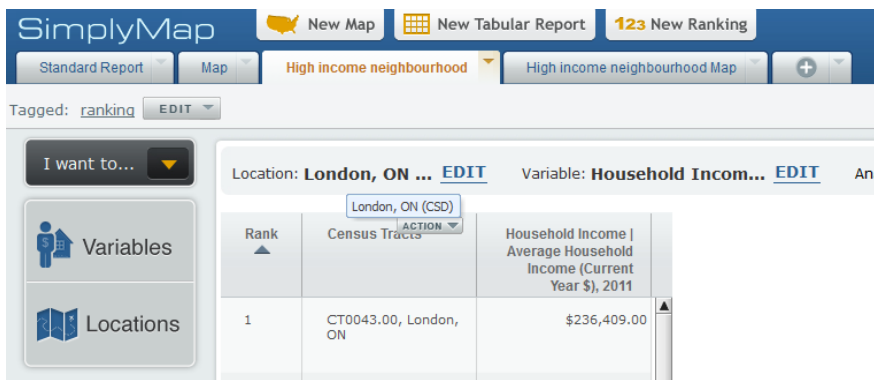 SimplyMap
New Map
New Tabular Report
123 New Ranking
Standard Report
Map
High income neighbourhood
High income neighbourhood Map
Tagged: ranking EDIT
I want to...
Location: London, ON ... EDIT
Variable: Household Incom... EDIT
An
London, ON (CSD)
ACTION
Variables
Locations
Rank
Census Tracts
Household Income |
Average Household
Income (Current
Year $), 2011
1
CT0043.00, London,
ON
$236,409.00